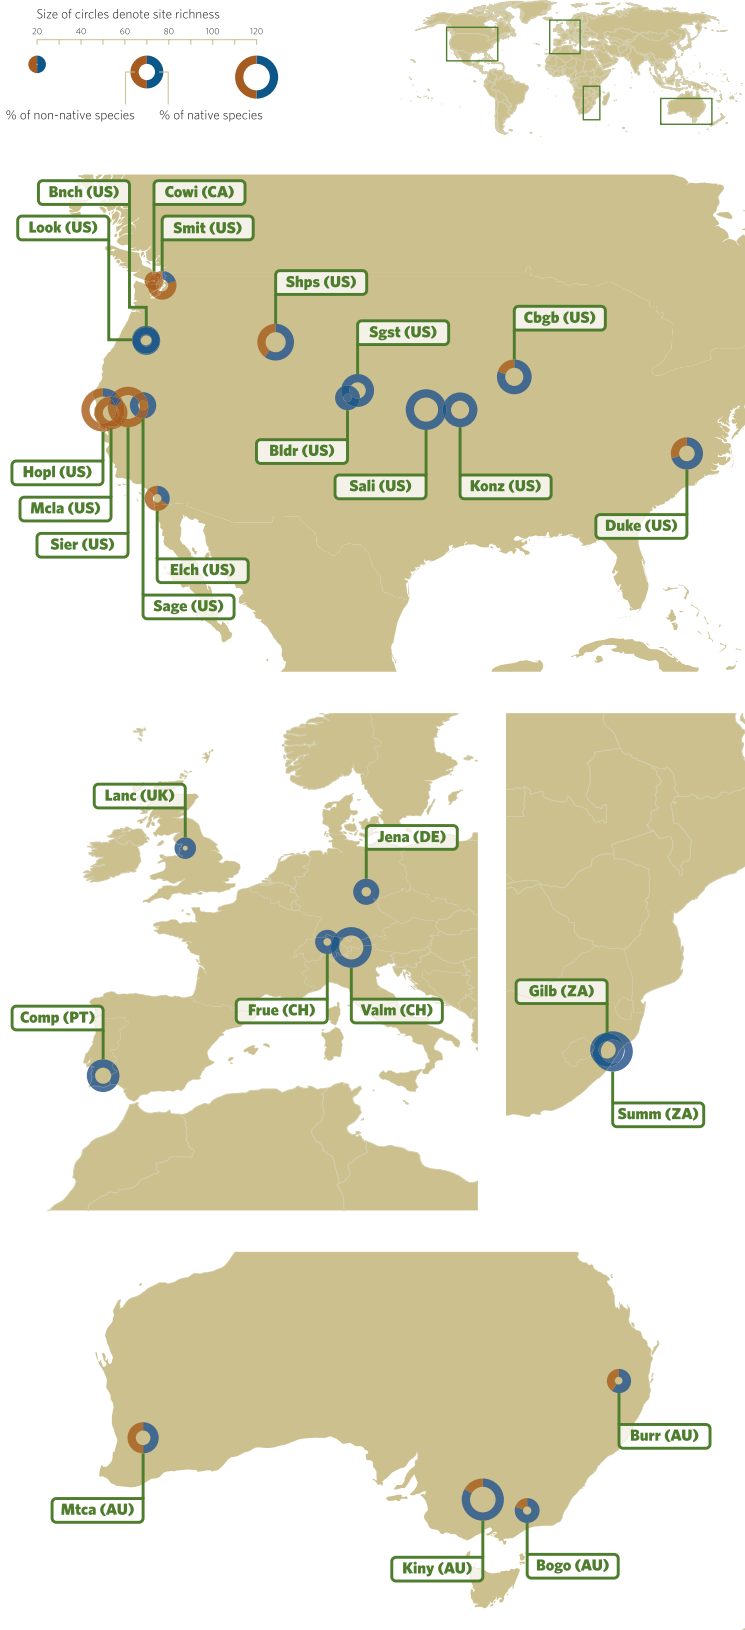 Size of circles denote site richness
20 40 60 80 100 120
% of non-native species % of native species
Bnch (US) Cowi (CA)
Look (US) Smit (US)
Shps (US)
Cbgb (US)
Sgst (US)
Bldr (US)
Hopl (US)
Sali (US) Konz (US)
Mcla (US)
Duke (US)
Sier (US)
Elch (US)
Sage (US)
Lanc (UK)
Jena (DE)
Gilb (ZA)
Frue (CH) Valm (CH)
Comp (PT)
Summ (ZA)
Burr (AU)
Mtca (AU)
Kiny (AU) Bogo (AU)